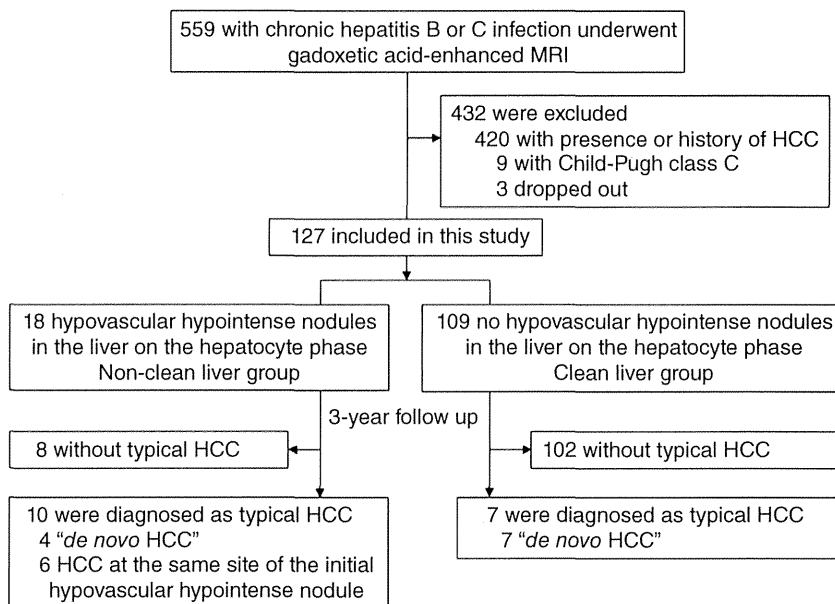 559 with chronic hepatitis B or C infection underwent
gadoxetic acid-enhanced MRI
432 were excluded
420 with presence or history of HCC
9 with Child-Pugh class C
3 dropped out
127 included in this study
18 hypovascular hypointense nodules
in the liver on the hepatocyte phase
Non-clean liver group
109 no hypovascular hypointense nodules
in the liver on the hepatocyte phase
Clean liver group
3-year follow up
8 without typical HCC
102 without typical HCC
10 were diagnosed as typical HCC
4 “de novo HCC”
6 HCC at the same site of the initial
hypovascular hypointense nodule
7 were diagnosed as typical HCC
7 “de novo HCC”